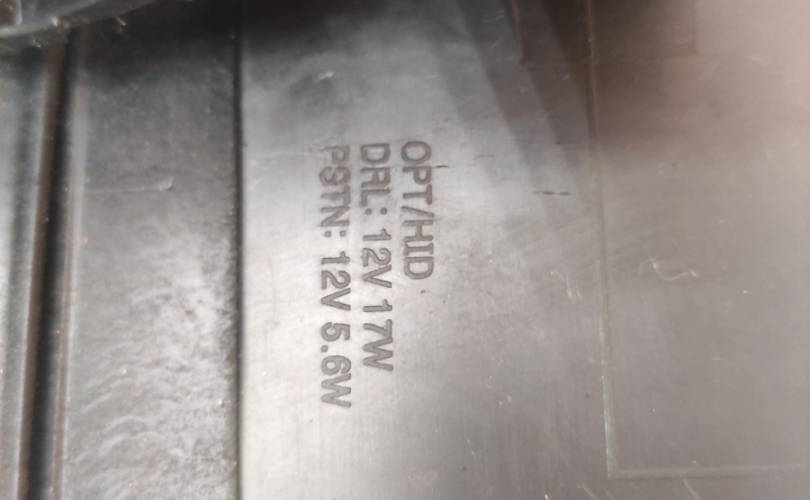 OPT/HID
DRL: 12V 17W
PSTN: 12V 5.6W